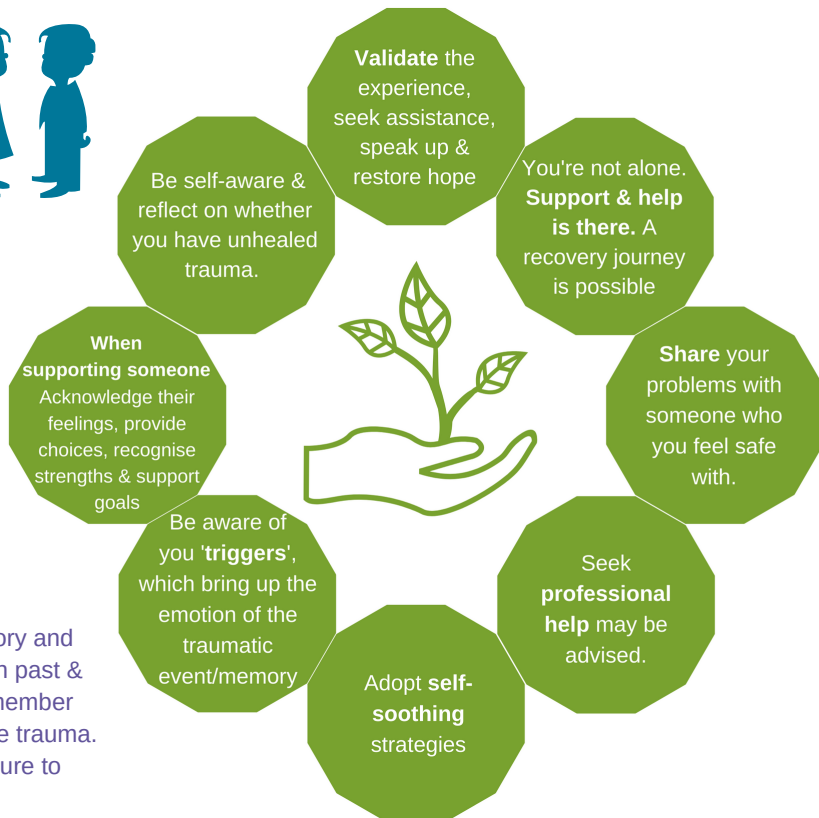 Validate the
experience,
seek assistance,
speak up &
restore hope
You're not alone.
Support & help
is there. A
recovery journey
is possible
Share your
problems with
someone who
you feel safe
with.
Seek
professional
help may be
advised.
Adopt self-
soothing
strategies
Be aware of
you 'triggers',
which bring up the
emotion of the
traumatic
event/memory
When
supporting someone
Acknowledge their
feelings, provide
choices, recognise
strengths & support
goals
Be self-aware &
reflect on whether
you have unhealed
trauma.
and
past &
trauma.
to